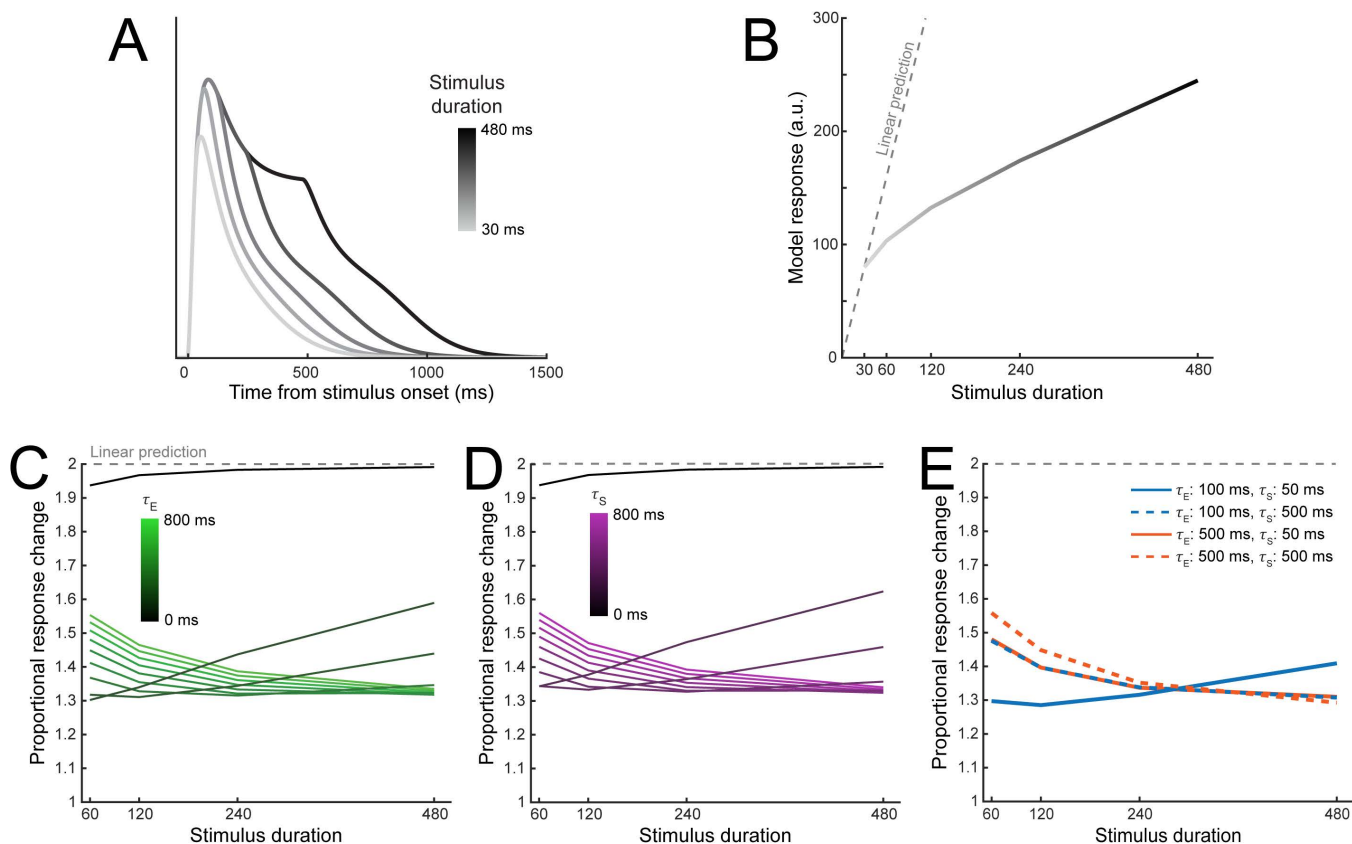 A
Stimulus
duration
480 ms
30 ms
0
500
1000
1500
Time from stimulus onset (ms)
B
300
200
100
0
Model response (a.u.)
Linear prediction
30 60 120 240 480
Stimulus duration
C
Linear prediction
2
1.9
1.8
1.7
1.6
1.5
1.4
1.3
1.2
1.1
1
Proportional response change
τE
800 ms
0 ms
60 120 240 480
Stimulus duration
D
2
1.9
1.8
1.7
1.6
1.5
1.4
1.3
1.2
1.1
1
Proportional response change
τS
800 ms
0 ms
60 120 240 480
Stimulus duration
E
2
1.9
1.8
1.7
1.6
1.5
1.4
1.3
1.2
1.1
1
Proportional response change
τE: 100 ms, τS: 50 ms
τE: 100 ms, τS: 500 ms
τE: 500 ms, τS: 50 ms
τE: 500 ms, τS: 500 ms
60 120 240 480
Stimulus duration